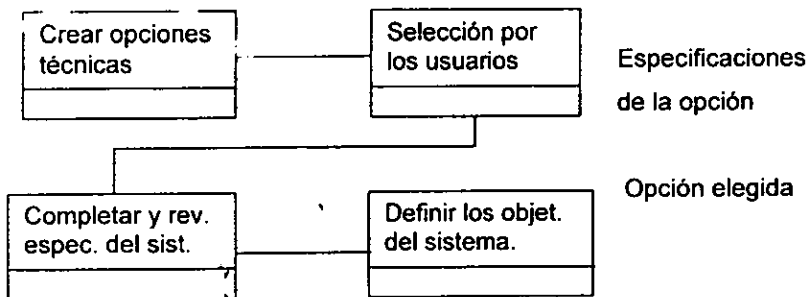 Crear opciones
técnicas
Selección por
los usuarios
Especificaciones
de la opción
Completar y rev.
espec. del sist.
Definir los objet.
del sistema.
Opción elegida